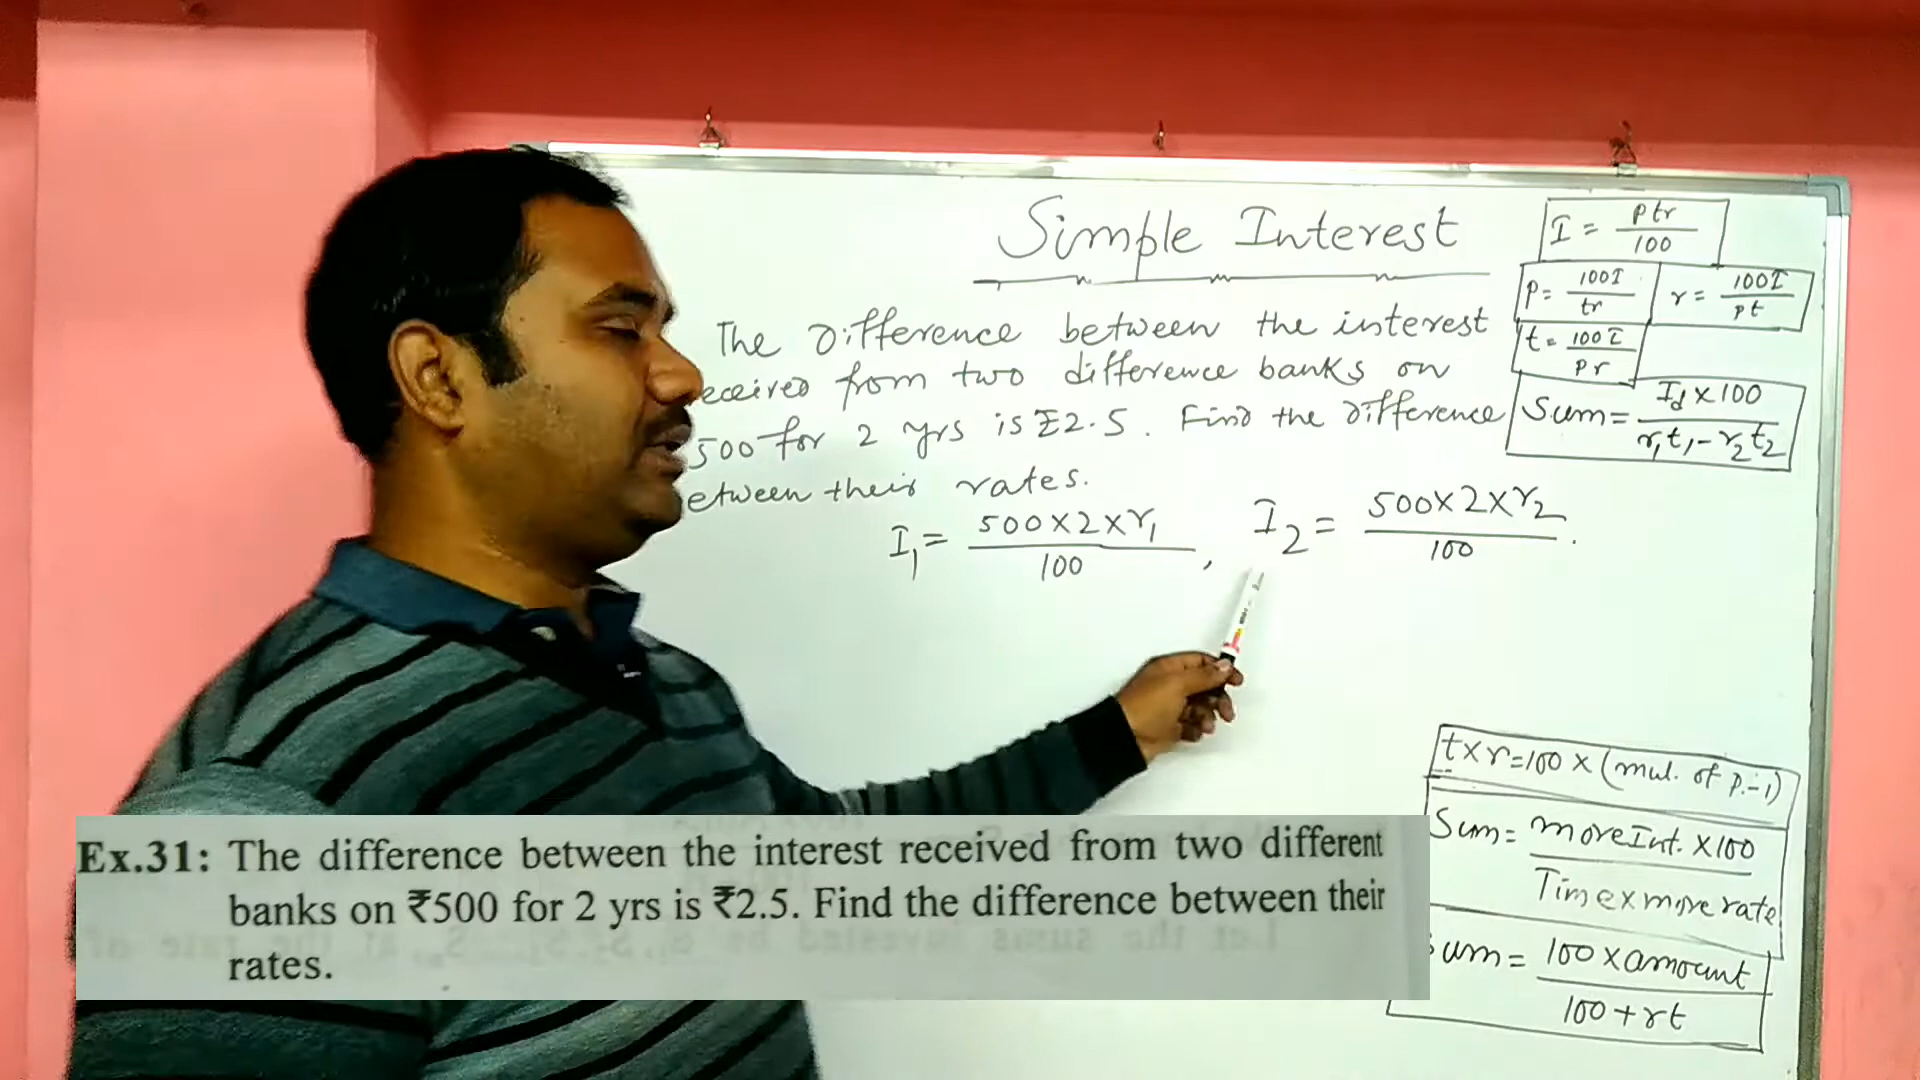 Simple Interest
The Difference between the interest
eceived from two difference banks on
500 for 2 yrs is ₹2.5. Find the difference
etween their rates.
I₁ = 500×2×r₁/100 , I₂ = 500×2×r₂/100 .
I = ptr/100
P = 100I/tr
r = 100I/pt
t = 100I/pr
Sum = I_d×100/r₁t₁-r₂t₂
t×r=100×(mul. of p.-1)
Sum = more Int.×100/Time×more rate
um = 100×amount/100+rt
Ex.31: The difference between the interest received from two different
banks on ₹500 for 2 yrs is ₹2.5. Find the difference between their
rates.